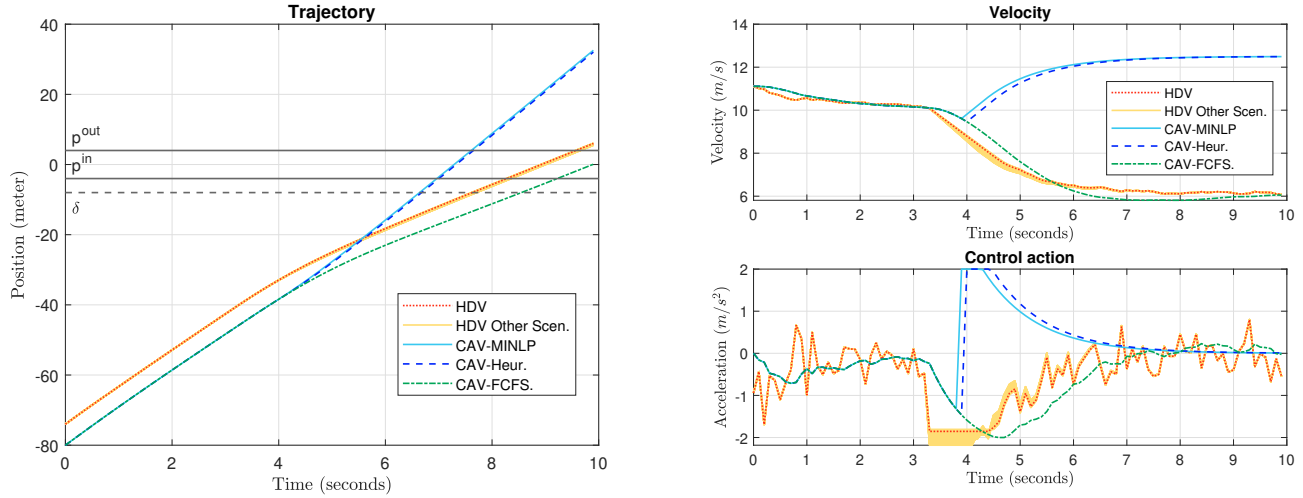 Trajectory
Position (meter)
40
20
0
-20
-40
-60
-80
p^out
p^in
δ
HDV
HDV Other Scen.
CAV-MINLP
CAV-Heur.
CAV-FCFS.
0 2 4 6 8 10
Time (seconds)
Velocity
Velocity (m/s)
14
12
10
8
6
HDV
HDV Other Scen.
CAV-MINLP
CAV-Heur.
CAV-FCFS.
0 1 2 3 4 5 6 7 8 9 10
Time (seconds)
Control action
Acceleration (m/s²)
2
1
0
-1
-2
0 1 2 3 4 5 6 7 8 9 10
Time (seconds)